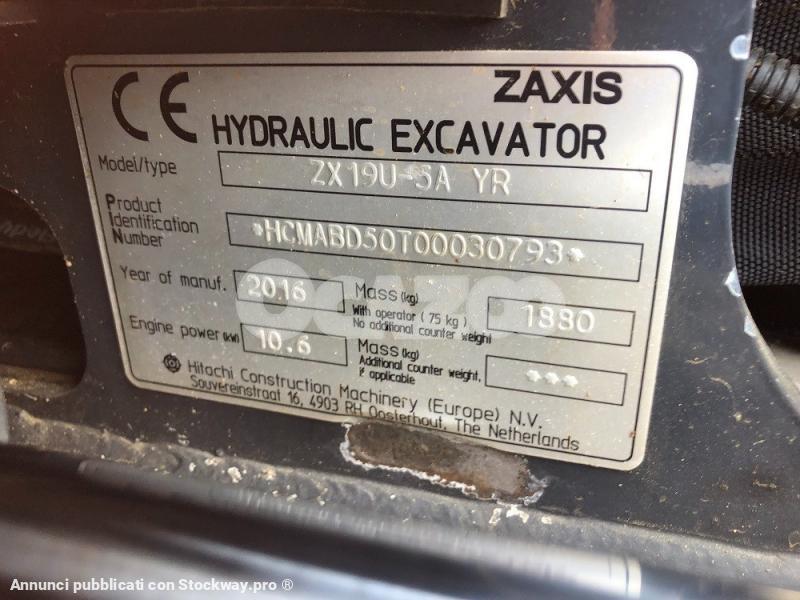 CE ZAXIS
HYDRAULIC EXCAVATOR
Model/type ZX19U-5A YR
Product
Identification
Number *HCMABD50T00030793*
Year of manuf. 2016 Mass (kg)
With operator (75 kg)
No additional counter weight 1880
Engine power (kW) 10.6 Mass (kg)
Additional counter weight,
if applicable ***
Hitachi Construction Machinery (Europe) N.V.
Souvereinstraat 16, 4903 RH Oosterhout, The Netherlands
Annunci pubblicati con Stockway.pro ®